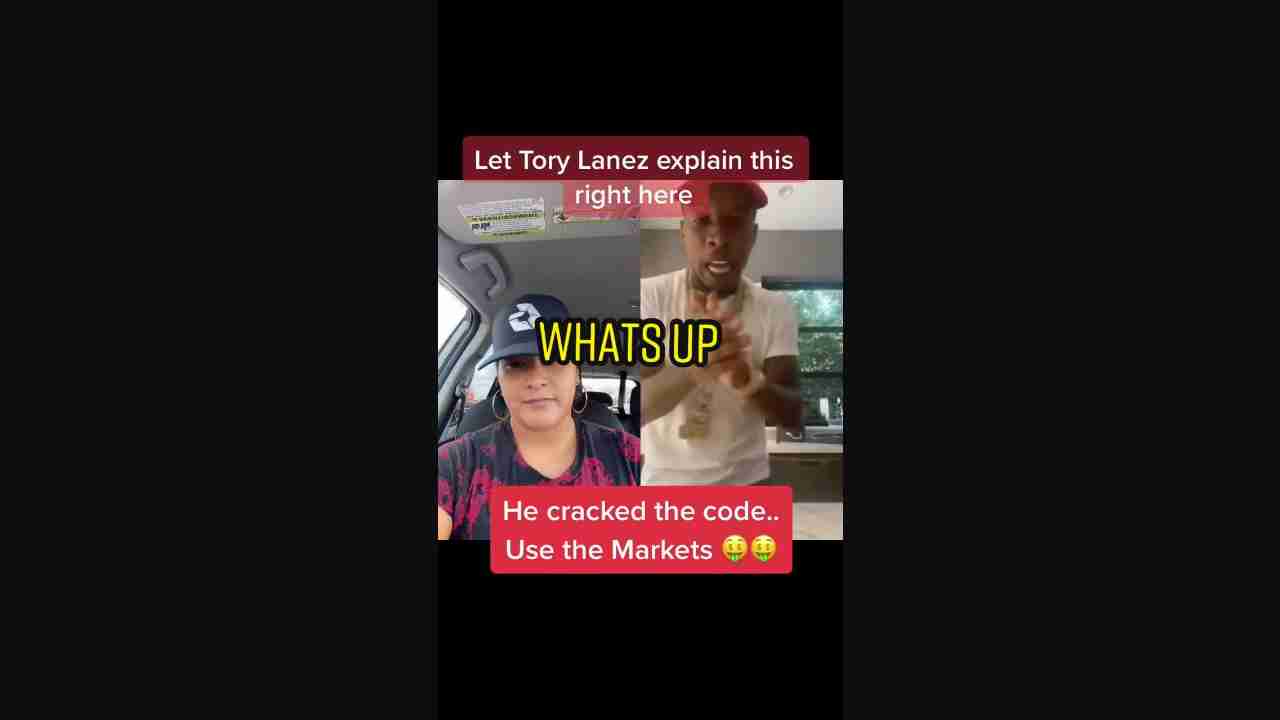 Let Tory Lanez explain this
right here
WHATS UP
He cracked the code..
Use the Markets 🤑🤑